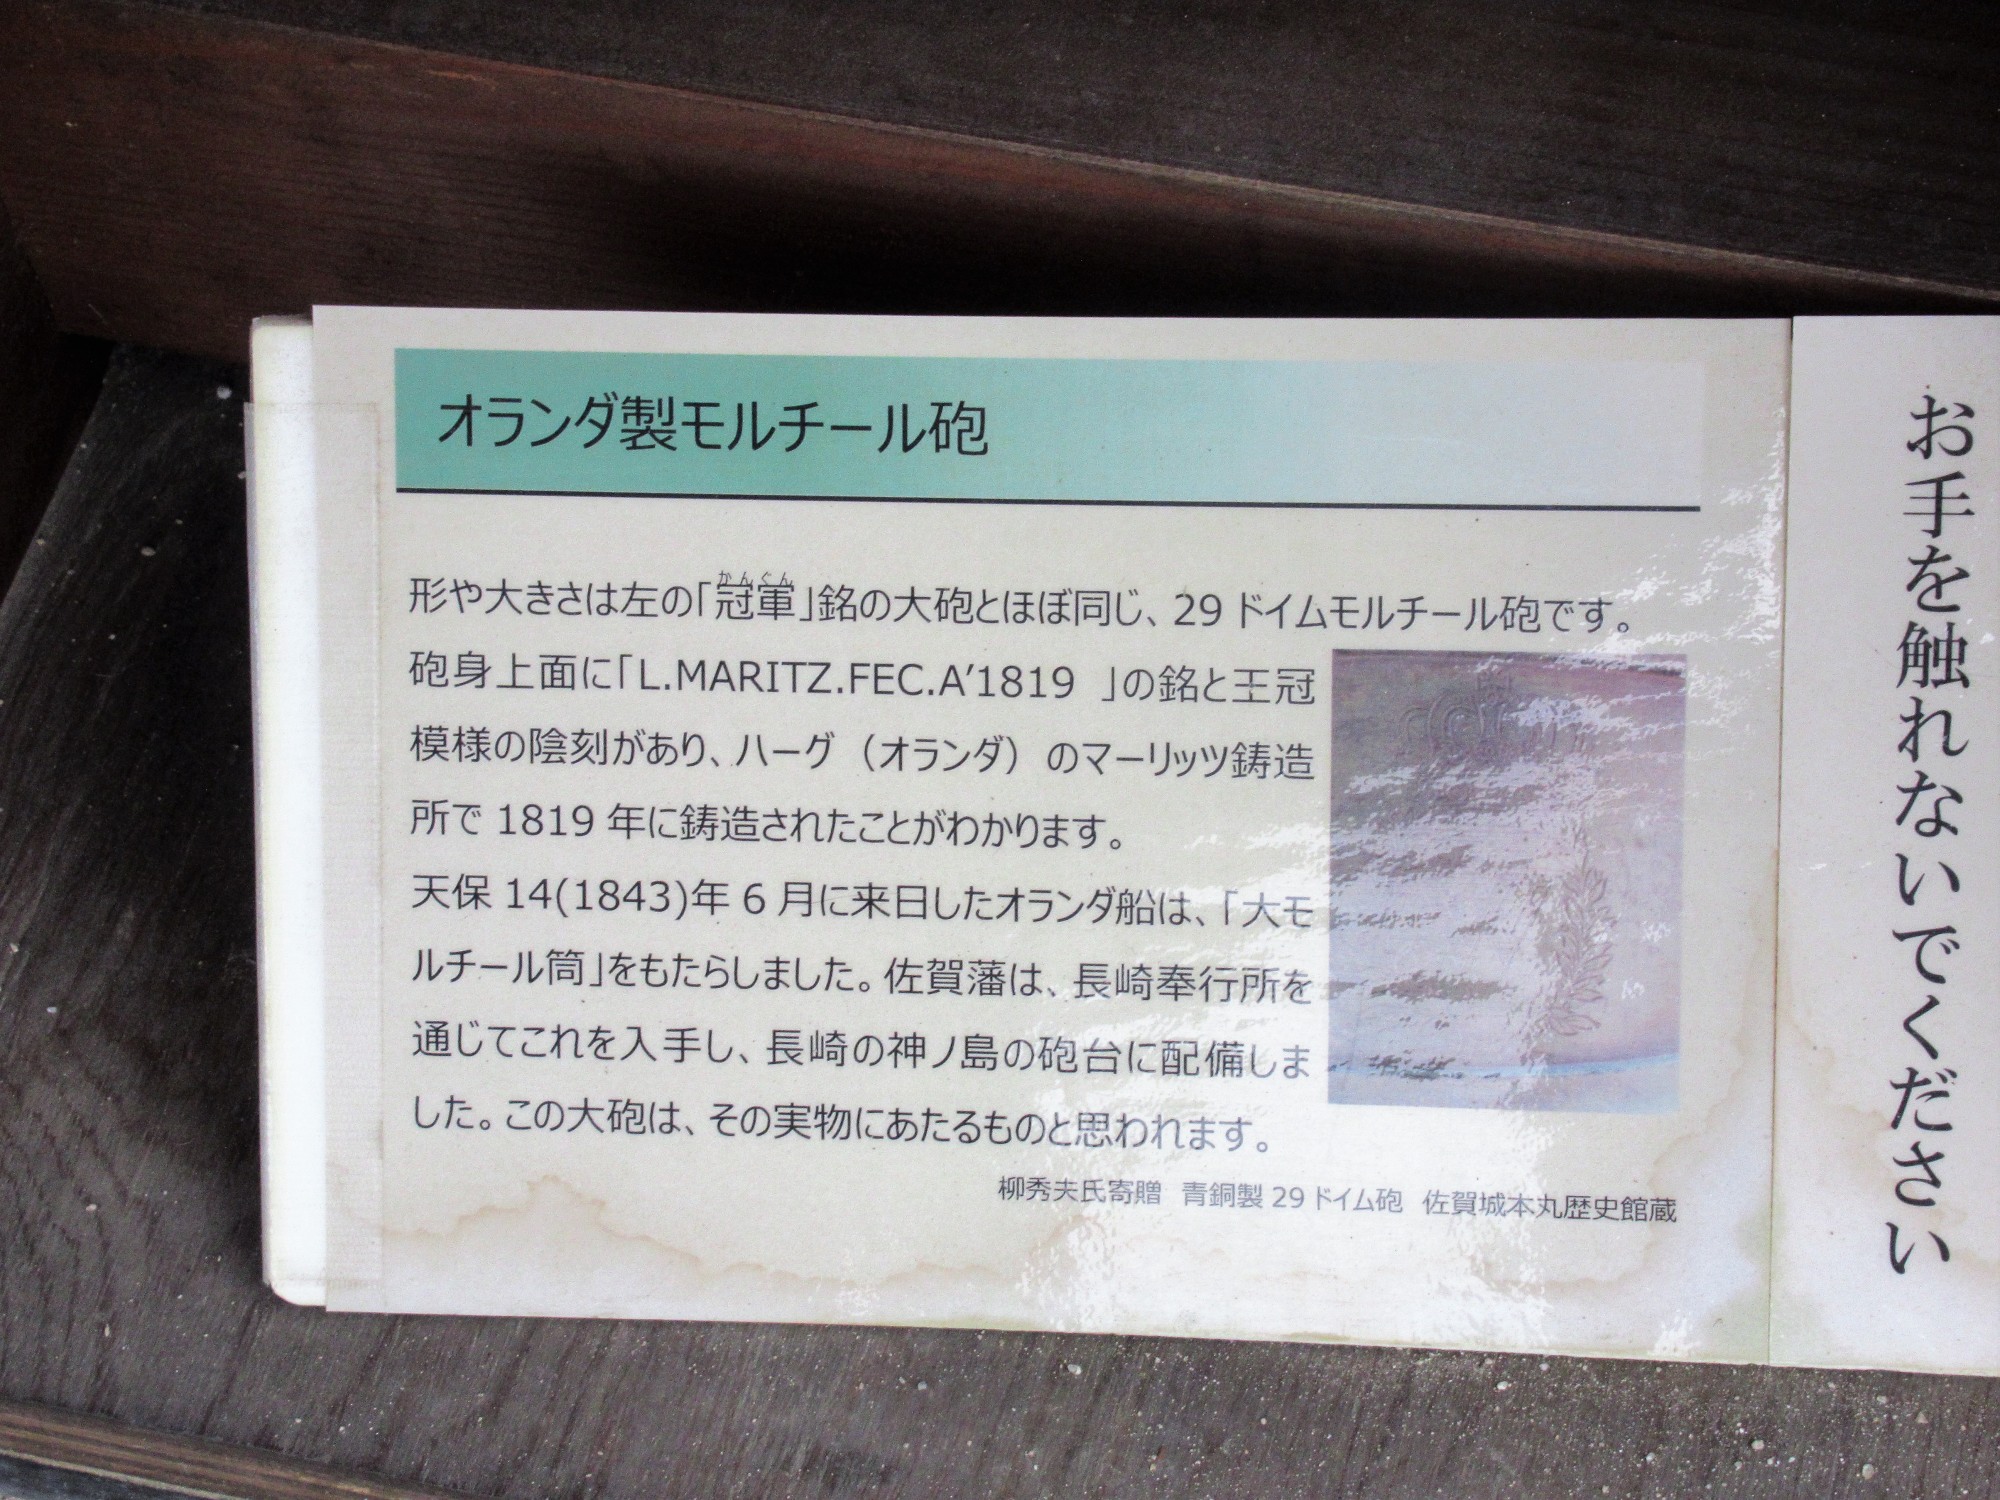 オランダ製モルチール砲
かんぐん
形や大きさは左の「冠軍」銘の大砲とほぼ同じ、29ドイムモルチール砲です。
砲身上面に「L.MARITZ.FEC.A'1819 」の銘と王冠
模様の陰刻があり、ハーグ（オランダ）のマーリッツ鋳造
所で 1819 年に鋳造されたことがわかります。
天保 14(1843)年 6 月に来日したオランダ船は、「大モ
ルチール筒」をもたらしました。佐賀藩は、長崎奉行所を
通じてこれを入手し、長崎の神ノ島の砲台に配備しま
した。この大砲は、その実物にあたるものと思われます。
柳秀夫氏寄贈 青銅製 29 ドイム砲 佐賀城本丸歴史館蔵
お手を触れないでください